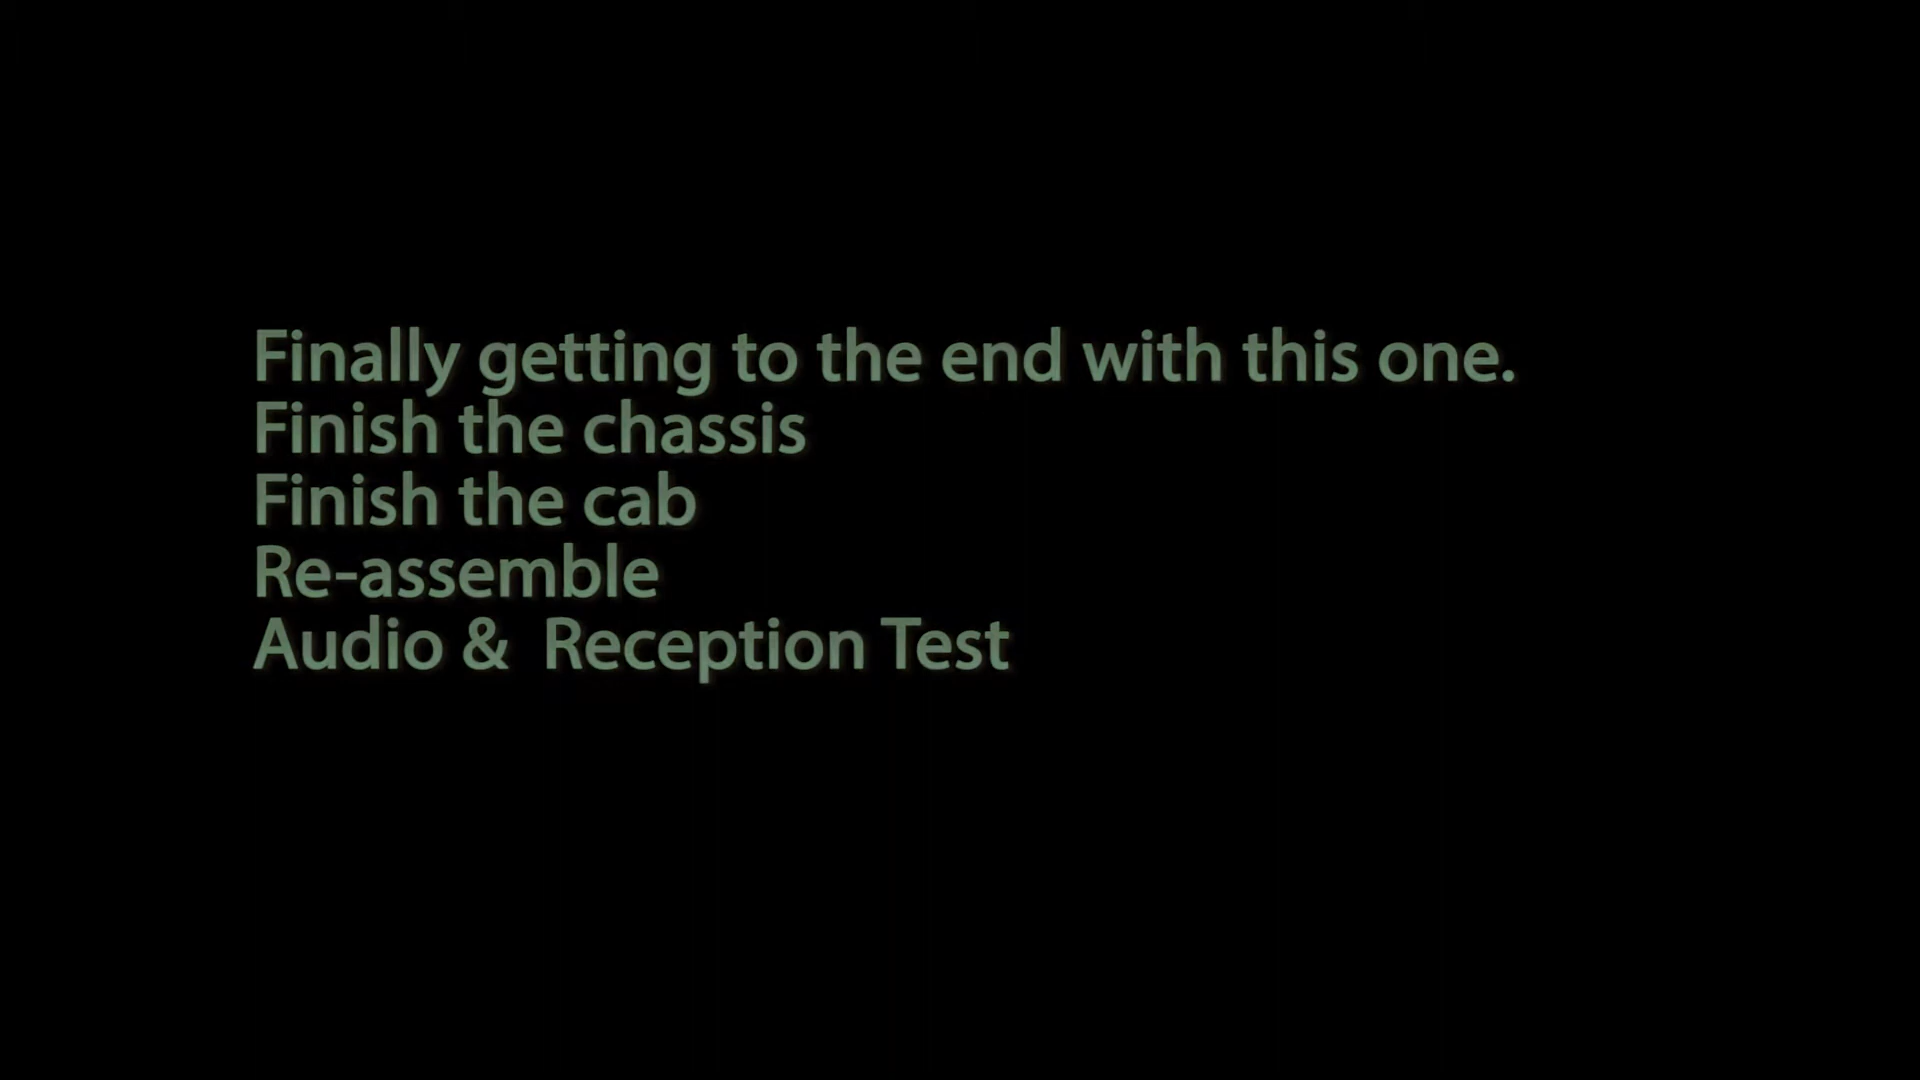 Finally getting to the end with this one.
Finish the chassis
Finish the cab
Re-assemble
Audio &  Reception Test